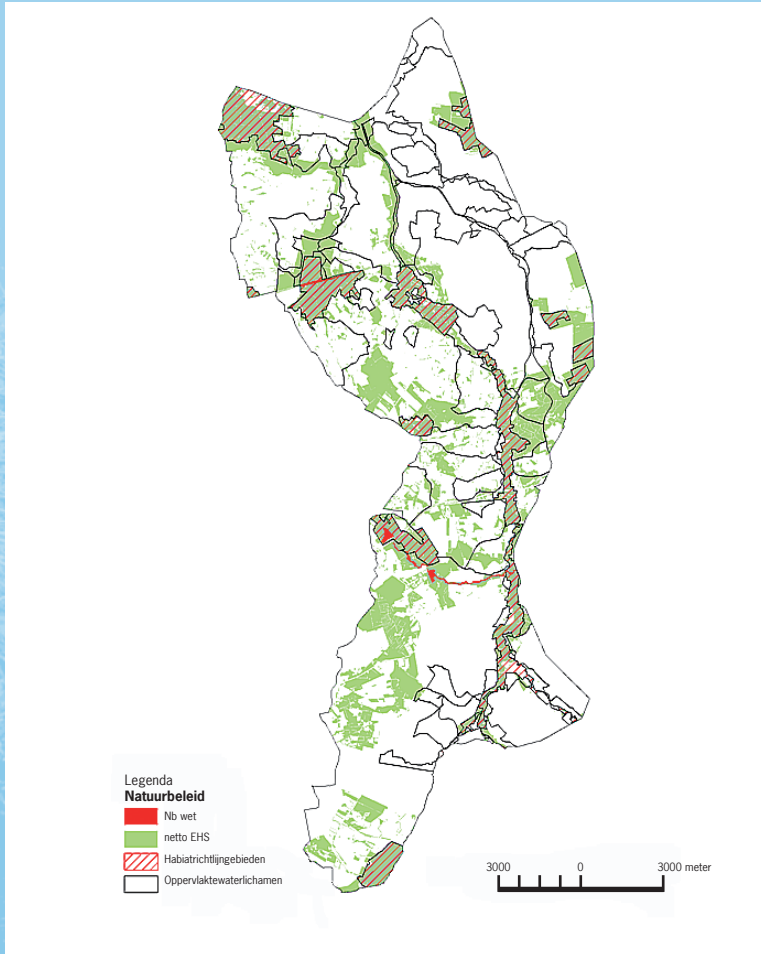 Legenda
Natuurbeleid
Nb wet
netto EHS
Habiatrichtlijngebieden
Oppervlaktewaterlichamen
3000 0 3000 meter